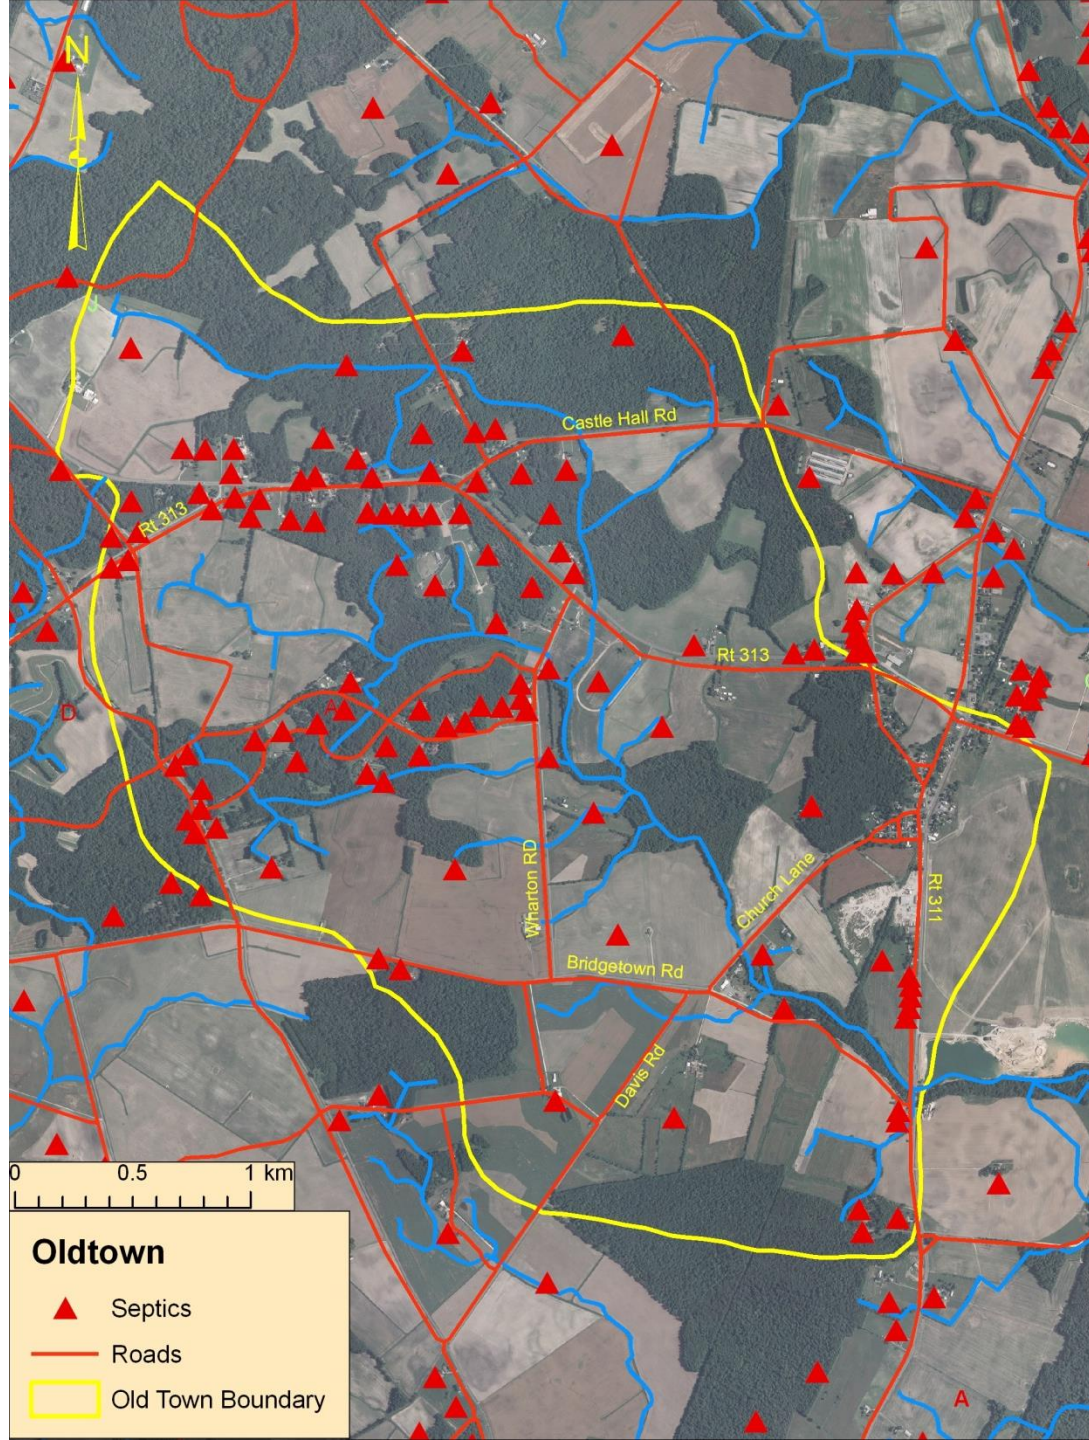 N
J
Castle Hall Rd
Rt 313
Rt 313
D
A
Wharton RD
Church Lane
Rt 311
Bridgetown Rd
Davis Rd
0 0.5 1 km
Oldtown
Septics
Roads
Old Town Boundary
A